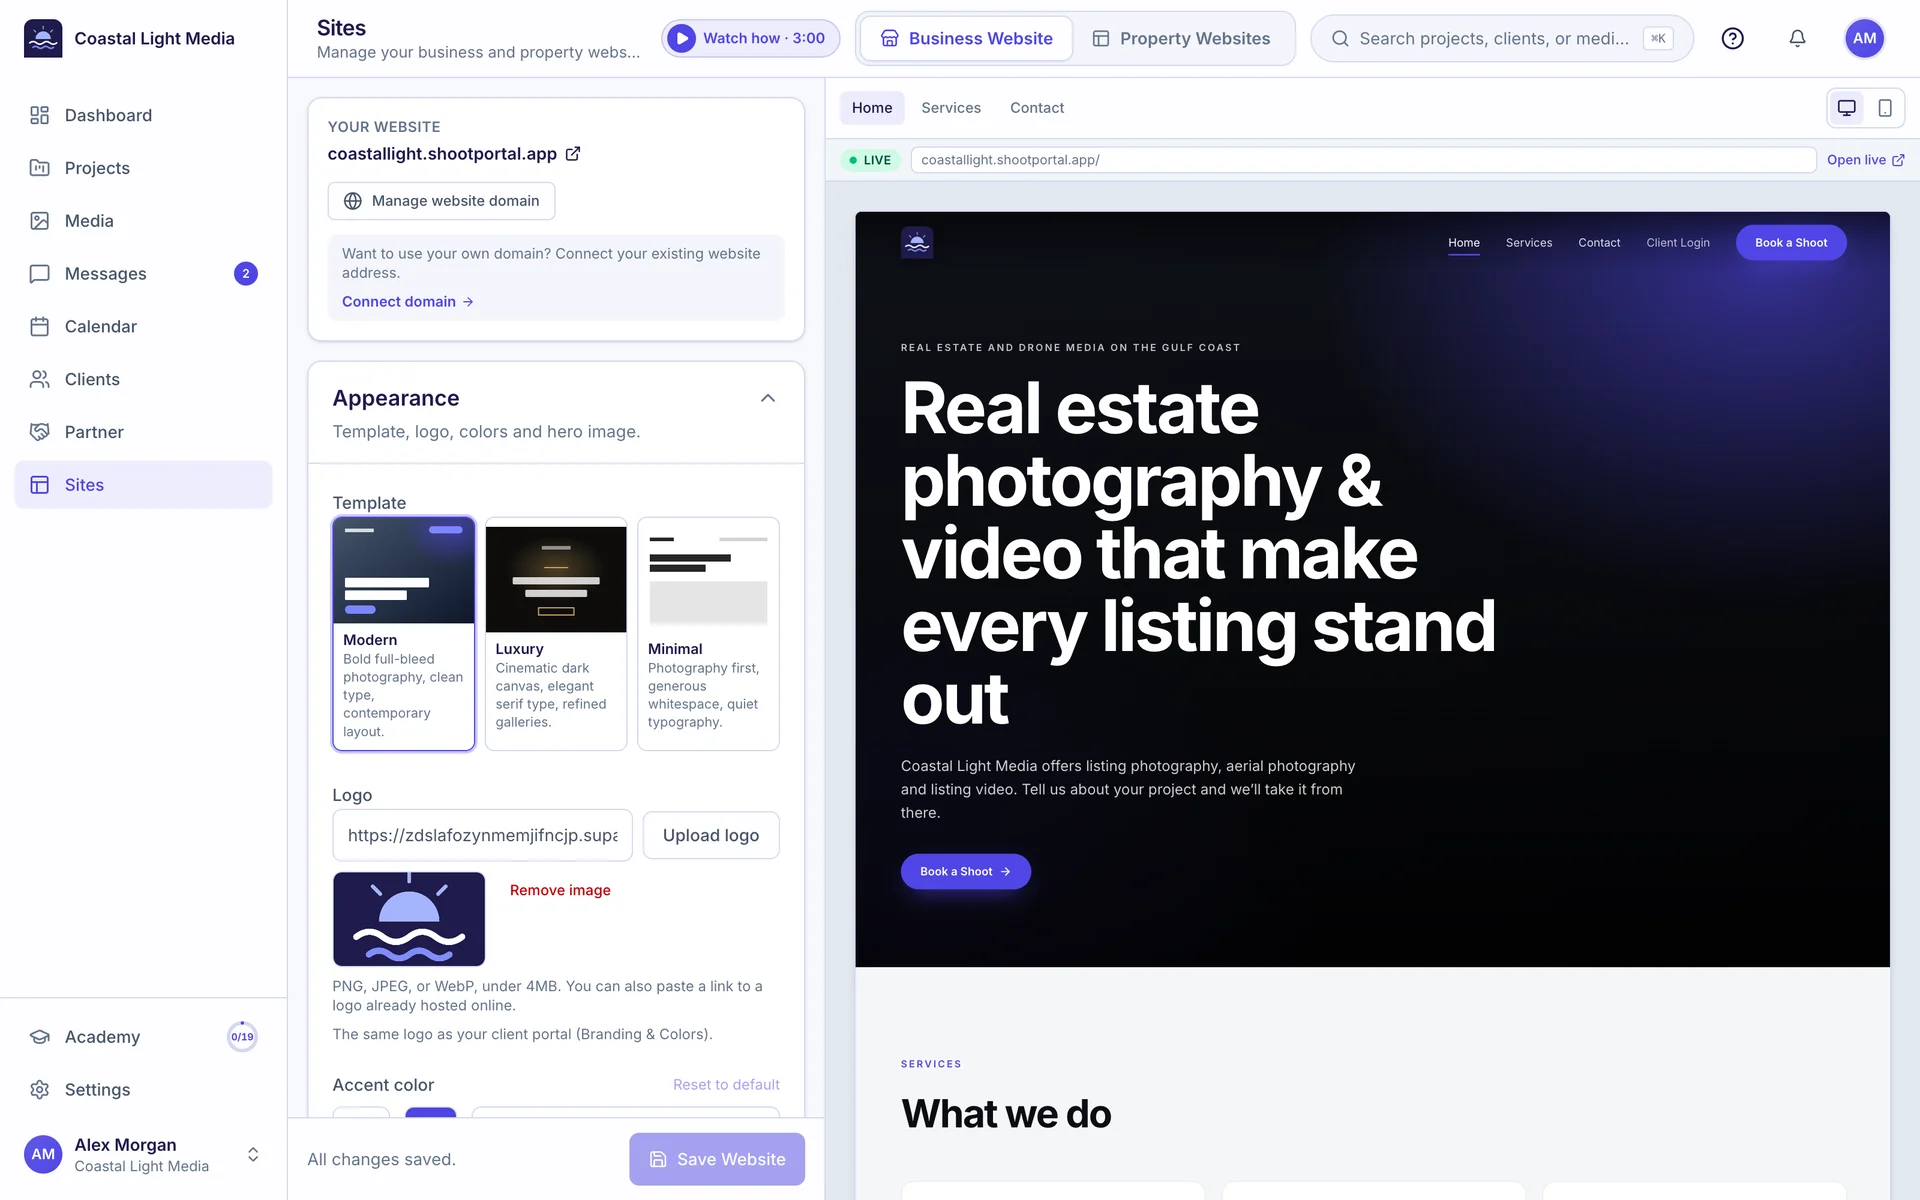 Coastal Light Media
Dashboard
Projects
Media
Messages
2
Calendar
Clients
Partner
Sites
Academy
0/19
Settings
AM
Alex Morgan
Coastal Light Media
Sites
Manage your business and property webs...
Watch how · 3:00
Business Website
Property Websites
Search projects, clients, or medi...
⌘K
AM
YOUR WEBSITE
coastallight.shootportal.app
Manage website domain
Want to use your own domain? Connect your existing website
address.
Connect domain →
Appearance
Template, logo, colors and hero image.
Template
Modern
Bold full-bleed
photography, clean
type,
contemporary
layout.
Luxury
Cinematic dark
canvas, elegant
serif type, refined
galleries.
Minimal
Photography first,
generous
whitespace, quiet
typography.
Logo
https://zdslafozynmemjifncjp.supa
Upload logo
Remove image
PNG, JPEG, or WebP, under 4MB. You can also paste a link to a
logo already hosted online.
The same logo as your client portal (Branding & Colors).
Accent color
Reset to default
All changes saved.
Save Website
Home
Services
Contact
LIVE
coastallight.shootportal.app/
Open live
Home
Services
Contact
Client Login
Book a Shoot
REAL ESTATE AND DRONE MEDIA ON THE GULF COAST
Real estate
photography &
video that make
every listing stand
out
Coastal Light Media offers listing photography, aerial photography
and listing video. Tell us about your project and we'll take it from
there.
Book a Shoot →
SERVICES
What we do